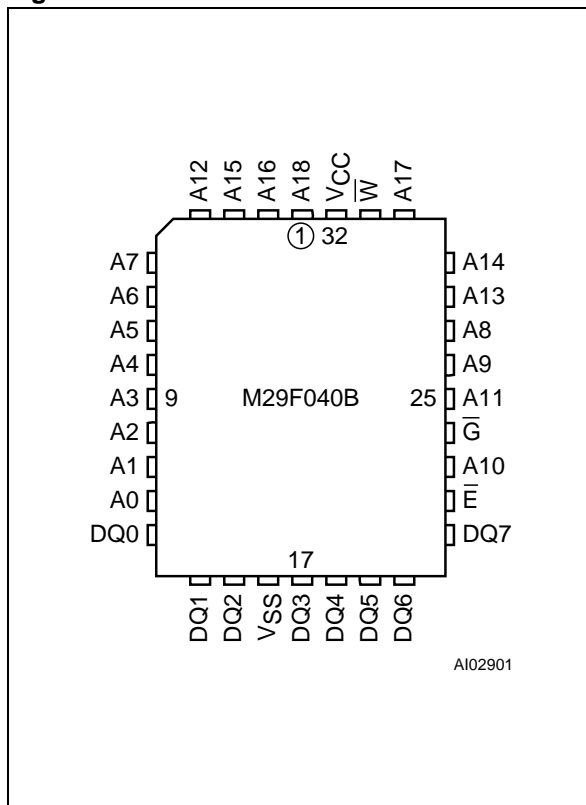 A12 A15 A16 A18 VCC W̅ A17
1 32
A7 A14
A6 A13
A5 A8
A4 A9
A3 9 M29F040B 25 A11
A2 G̅
A1 A10
A0 E̅
DQ0 DQ7
17
DQ1 DQ2 VSS DQ3 DQ4 DQ5 DQ6
AI02901